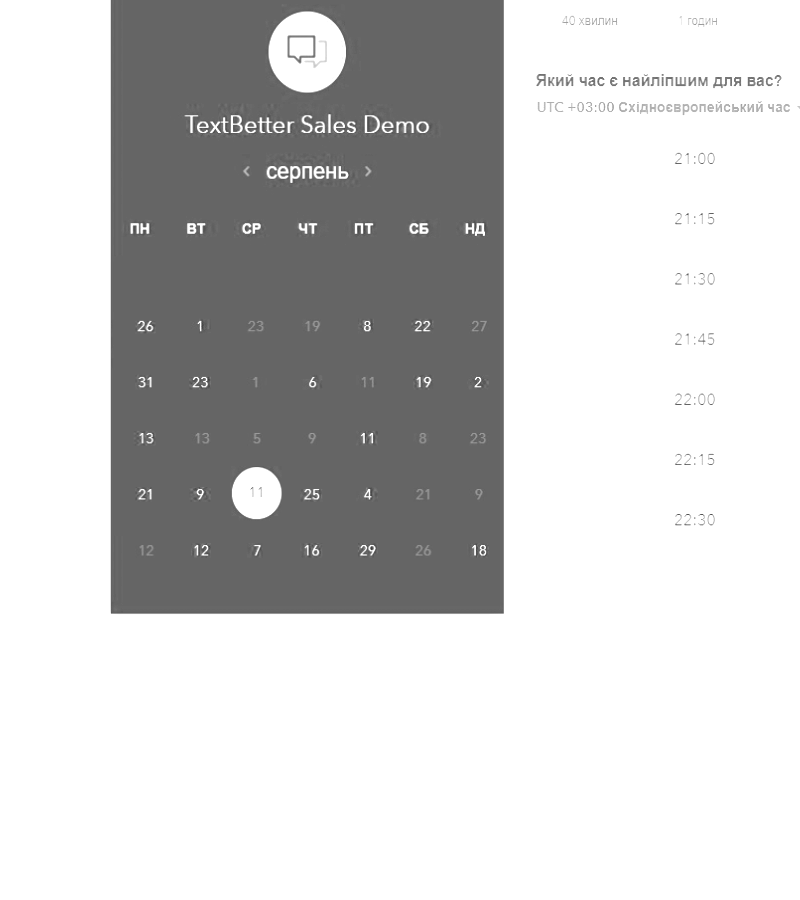 TextBetter Sales Demo
‹ серпень ›
ПН ВТ СР ЧТ ПТ СБ НД
26 1 23 19 8 22 27
31 23 1 6 11 19 2
13 13 5 9 11 8 23
21 9 11 25 4 21 9
12 12 7 16 29 26 18
40 хвилин 1 годин
Який час є найліпшим для вас?
UTC +03:00 Східноєвропейський час
21:00
21:15
21:30
21:45
22:00
22:15
22:30